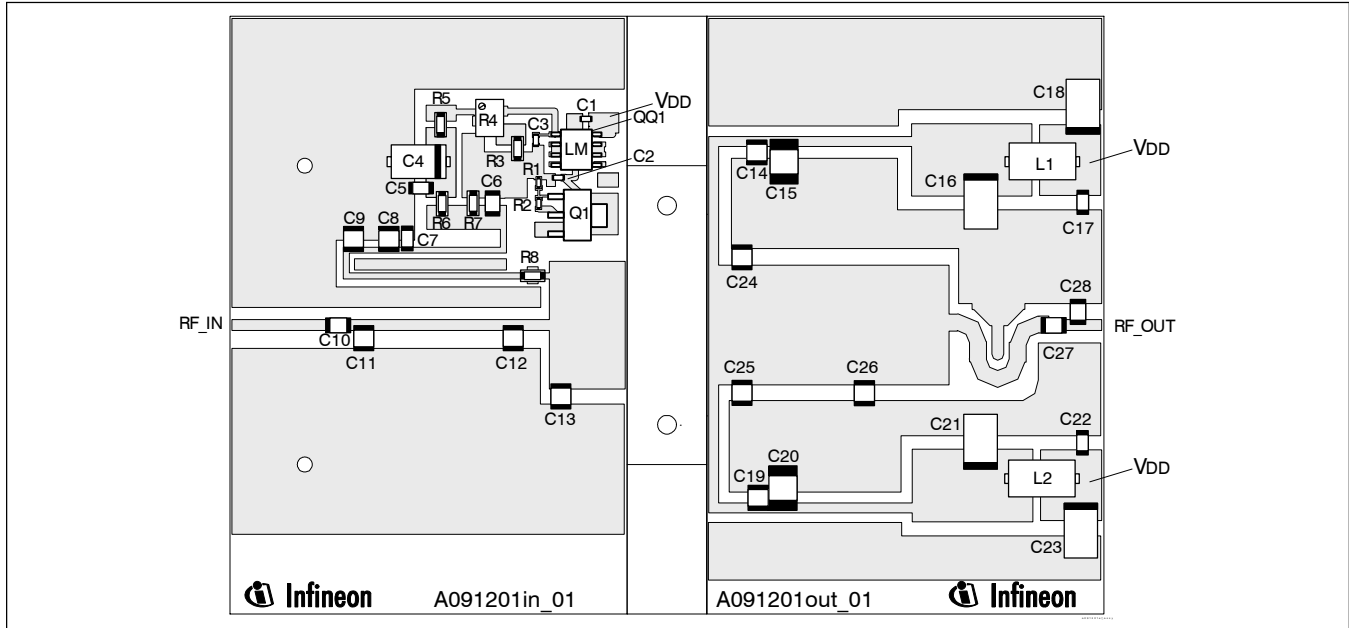 C18
R5
C1
VDD
R4
C3
QQ1
LM
C4
R3
C2
C14
C15
L1
VDD
C5
R1
C16
C6
R2
Q1
C17
C9
C8
R6
R7
C7
R8
C24
C28
RF_IN
RF_OUT
C10
C11
C12
C27
C25
C26
C13
C21
C22
C20
C19
L2
VDD
C23
Infineon
A091201in_01
A091201out_01
Infineon